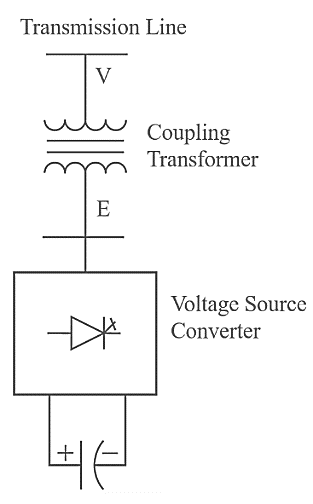 Transmission Line
V
Coupling
Transformer
E
Voltage Source
Converter
+ −